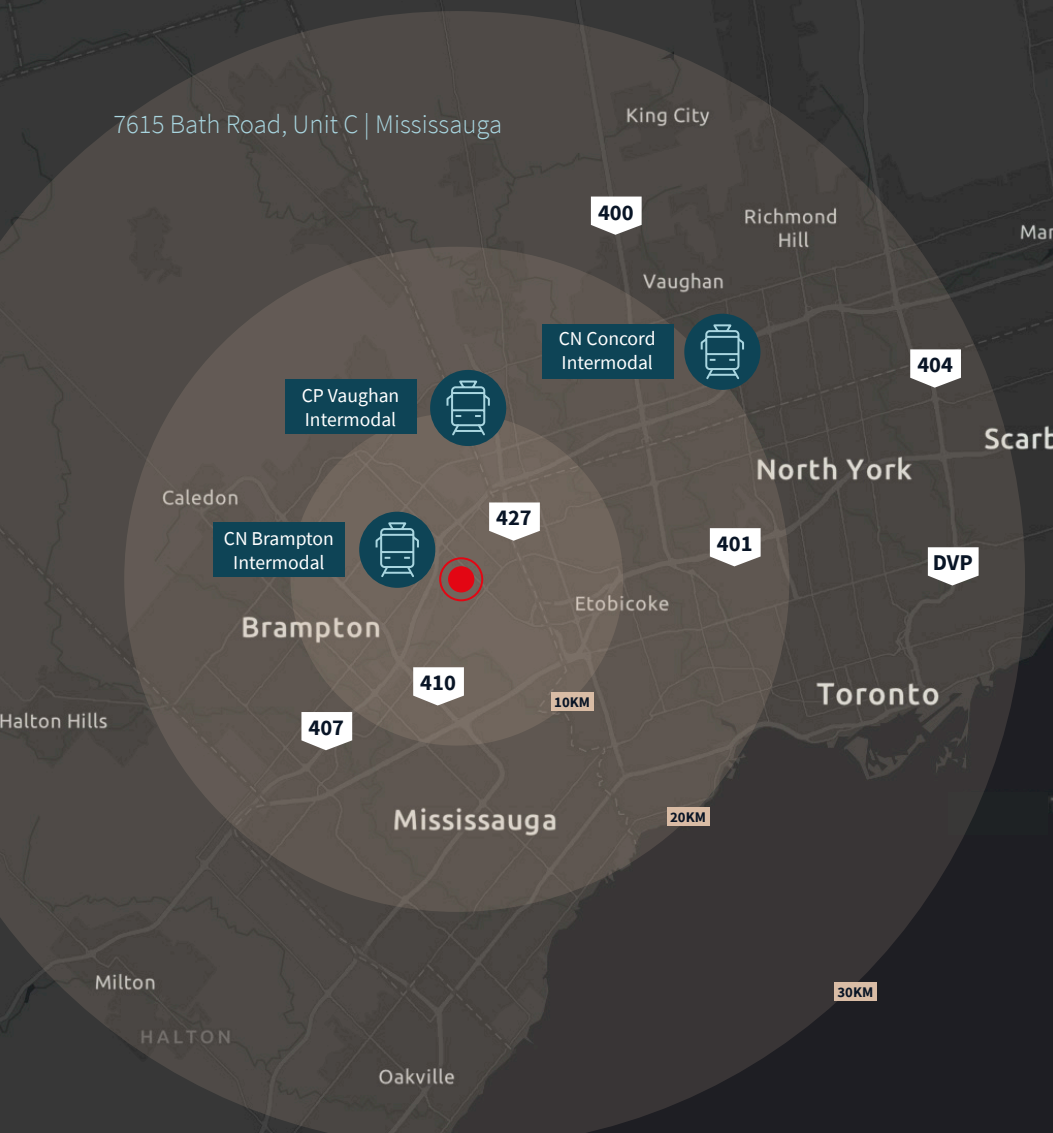 7615 Bath Road, Unit C | Mississauga
King City
400
Richmond
Hill
Vaughan
CN Concord
Intermodal
404
CP Vaughan
Intermodal
North York
Caledon
427
CN Brampton
Intermodal
401
DVP
Etobicoke
Brampton
410
10KM
Toronto
Halton Hills
407
Mississauga
20KM
Milton
30KM
HALTON
Oakville